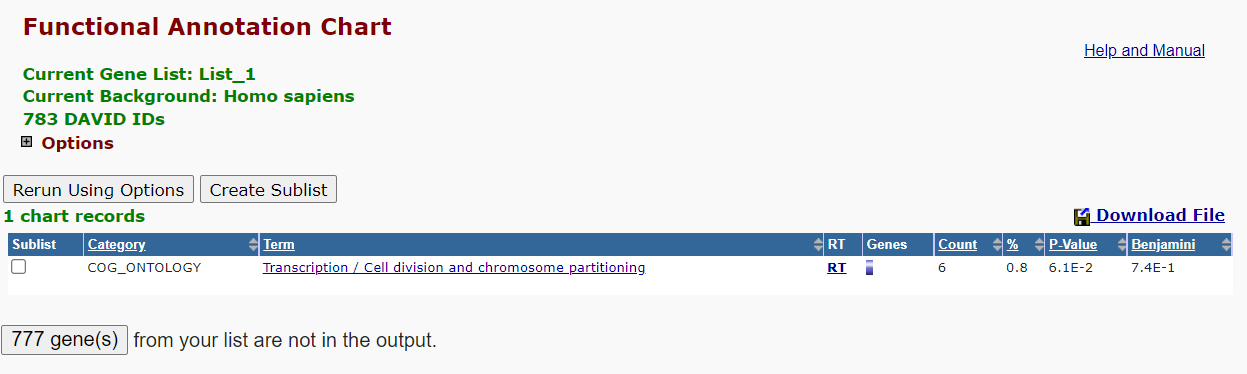 Functional Annotation Chart
Help and Manual
Current Gene List: List_1
Current Background: Homo sapiens
783 DAVID IDs
Options
Rerun Using Options Create Sublist
1 chart records
Download File
Sublist Category Term RT Genes Count % P-Value Benjamini
COG_ONTOLOGY Transcription / Cell division and chromosome partitioning RT 6 0.8 6.1E-2 7.4E-1
777 gene(s) from your list are not in the output.